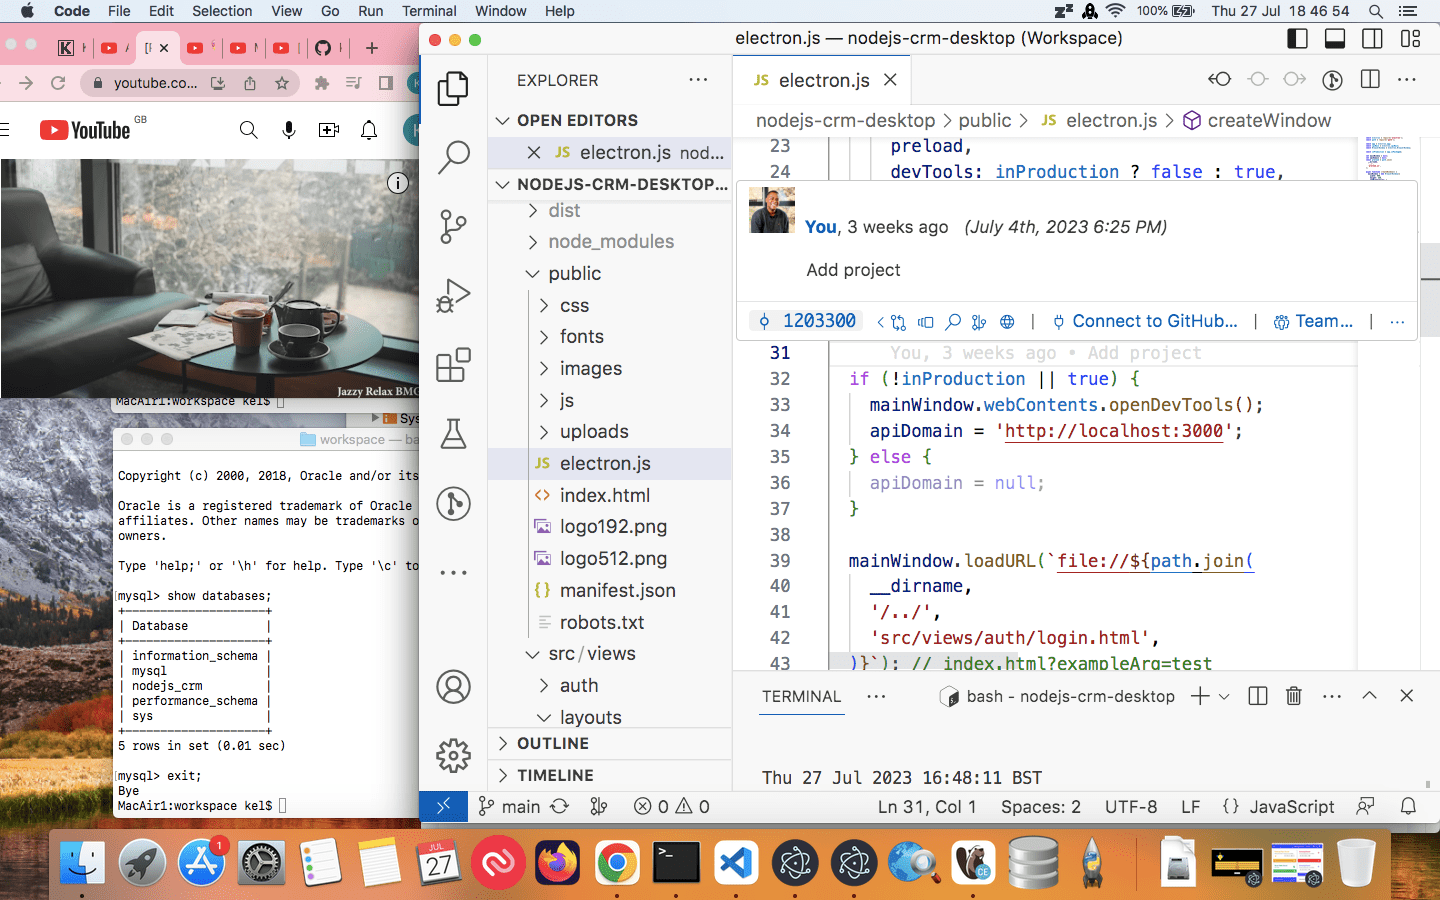 Code File Edit Selection View Go Run Terminal Window Help 100% Thu 27 Jul 18 46 54
youtube.co...
YouTube GB
Jazzy Relax BMG
MacAir1:workspace kel$
Sys
workspace — ba
Copyright (c) 2000, 2018, Oracle and/or its
Oracle is a registered trademark of Oracle
affiliates. Other names may be trademarks o
owners.
Type 'help;' or '\h' for help. Type '\c' to
mysql> show databases;
+--------------------+
| Database           |
+--------------------+
| information_schema |
| mysql              |
| nodejs_crm         |
| performance_schema |
| sys                |
+--------------------+
5 rows in set (0.01 sec)
mysql> exit;
Bye
MacAir1:workspace kel$
electron.js — nodejs-crm-desktop (Workspace)
EXPLORER
OPEN EDITORS
JS electron.js nod...
NODEJS-CRM-DESKTOP...
dist
node_modules
public
css
fonts
images
js
uploads
JS electron.js
index.html
logo192.png
logo512.png
manifest.json
robots.txt
src/views
auth
layouts
OUTLINE
TIMELINE
JS electron.js
nodejs-crm-desktop > public > JS electron.js > createWindow
23 preload,
24 devTools: inProduction ? false : true,
You, 3 weeks ago (July 4th, 2023 6:25 PM)
Add project
1203300 | Connect to GitHub... | Team... ...
31 You, 3 weeks ago • Add project
32 if (!inProduction || true) {
33 mainWindow.webContents.openDevTools();
34 apiDomain = 'http://localhost:3000';
35 } else {
36 apiDomain = null;
37 }
38
39 mainWindow.loadURL(`file://${path.join(
40 __dirname,
41 '/../',
42 'src/views/auth/login.html',
43 )}`); // index.html?exampleArg=test
TERMINAL ... bash - nodejs-crm-desktop
Thu 27 Jul 2023 16:48:11 BST
main 0 0 Ln 31, Col 1 Spaces: 2 UTF-8 LF {} JavaScript
1
JUL
27
CE